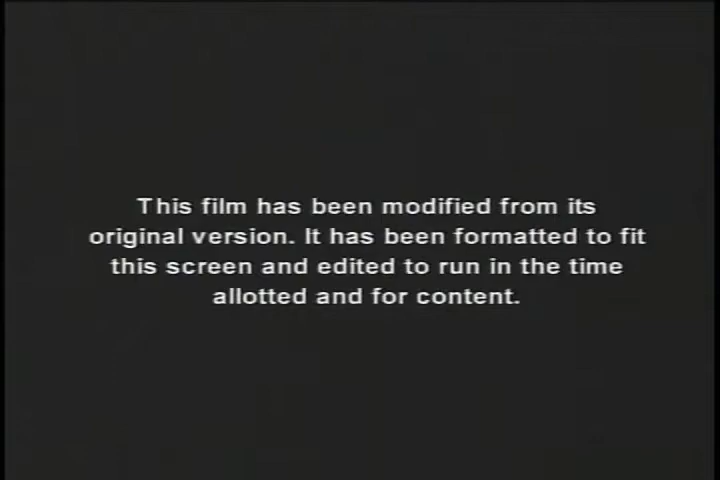 This film has been modified from its
original version. It has been formatted to fit
this screen and edited to run in the time
allotted and for content.